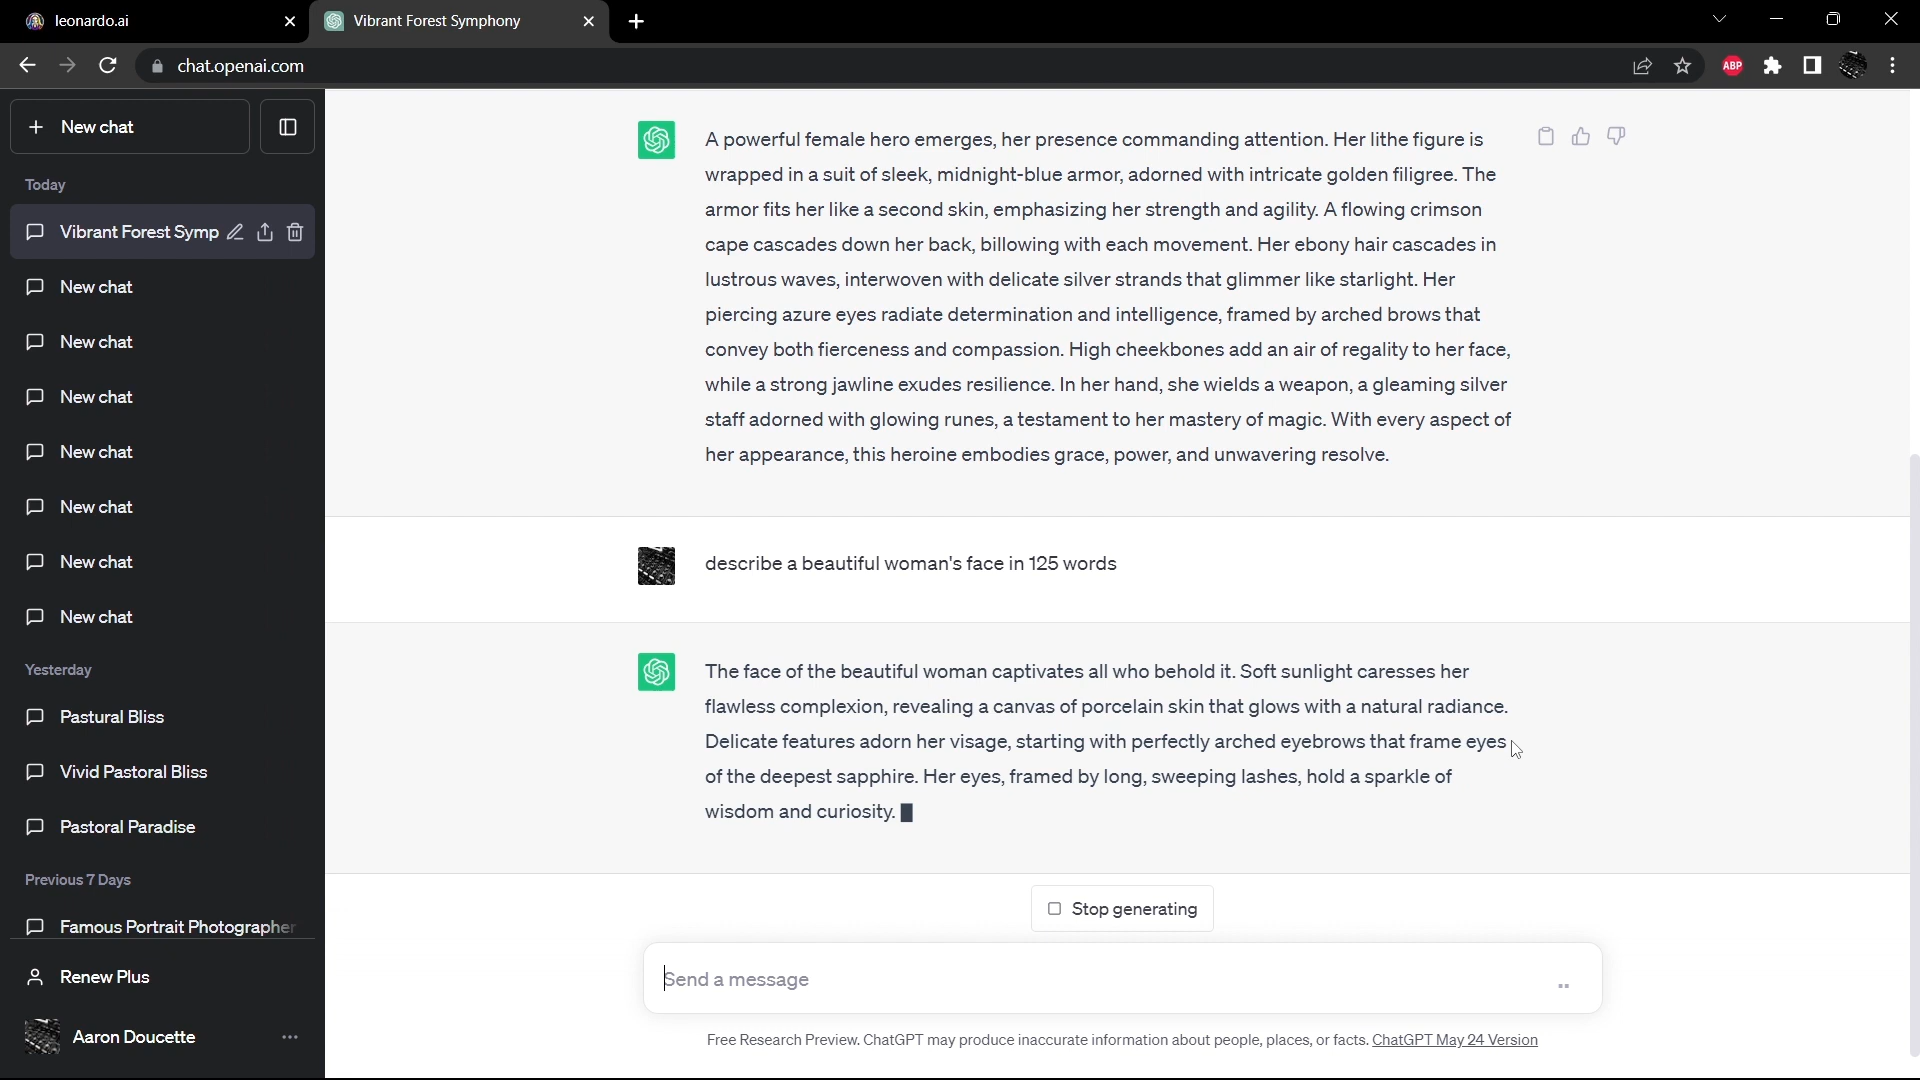 leonardo.ai
Vibrant Forest Symphony
chat.openai.com
ABP
New chat
Today
Vibrant Forest Symp
New chat
New chat
New chat
New chat
New chat
New chat
New chat
Yesterday
Pastural Bliss
Vivid Pastoral Bliss
Pastoral Paradise
Previous 7 Days
Famous Portrait Photographer
Renew Plus
Aaron Doucette
A powerful female hero emerges, her presence commanding attention. Her lithe figure is
wrapped in a suit of sleek, midnight-blue armor, adorned with intricate golden filigree. The
armor fits her like a second skin, emphasizing her strength and agility. A flowing crimson
cape cascades down her back, billowing with each movement. Her ebony hair cascades in
lustrous waves, interwoven with delicate silver strands that glimmer like starlight. Her
piercing azure eyes radiate determination and intelligence, framed by arched brows that
convey both fierceness and compassion. High cheekbones add an air of regality to her face,
while a strong jawline exudes resilience. In her hand, she wields a weapon, a gleaming silver
staff adorned with glowing runes, a testament to her mastery of magic. With every aspect of
her appearance, this heroine embodies grace, power, and unwavering resolve.
describe a beautiful woman's face in 125 words
The face of the beautiful woman captivates all who behold it. Soft sunlight caresses her
flawless complexion, revealing a canvas of porcelain skin that glows with a natural radiance.
Delicate features adorn her visage, starting with perfectly arched eyebrows that frame eyes
of the deepest sapphire. Her eyes, framed by long, sweeping lashes, hold a sparkle of
wisdom and curiosity.
Stop generating
Send a message
Free Research Preview. ChatGPT may produce inaccurate information about people, places, or facts. ChatGPT May 24 Version